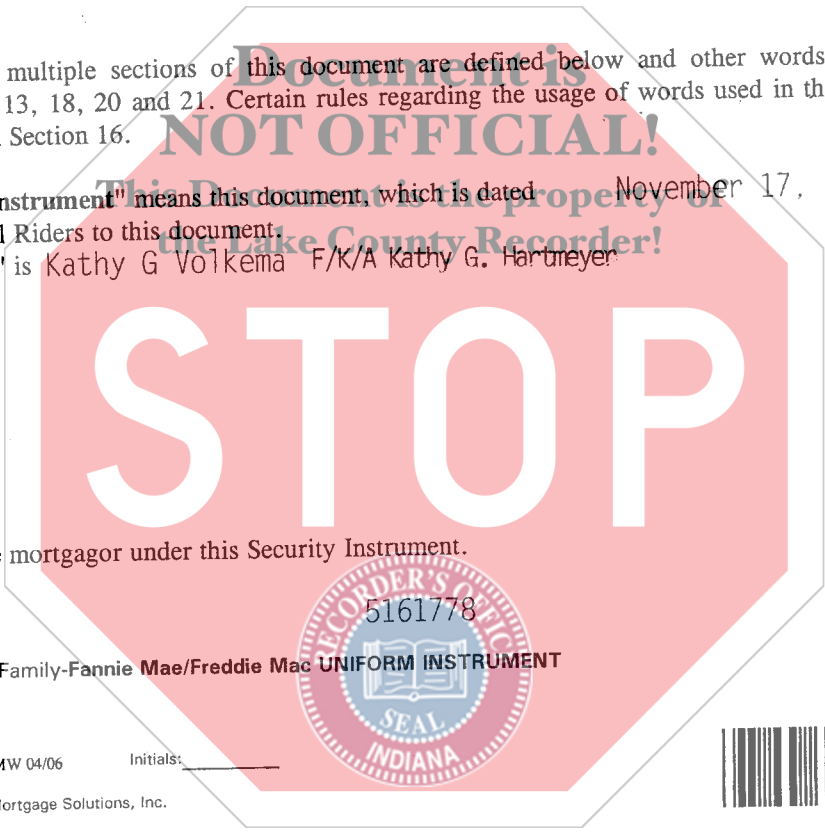 multiple sections of this document are defined below and other words
13, 18, 20 and 21. Certain rules regarding the usage of words used in th
Section 16.
Document is
NOT OFFICIAL!
This Document is the property of
the Lake County Recorder!
nstrument" means this document, which is dated November 17,
l Riders to this document.
" is Kathy G Volkema F/K/A Kathy G. Hartmeyer
STOP
mortgagor under this Security Instrument.
RECORDER'S OFFIC
5161778
Family-Fannie Mae/Freddie Mac UNIFORM INSTRUMENT
SEAL
INDIANA
MW 04/06 Initials:
ortgage Solutions, Inc.